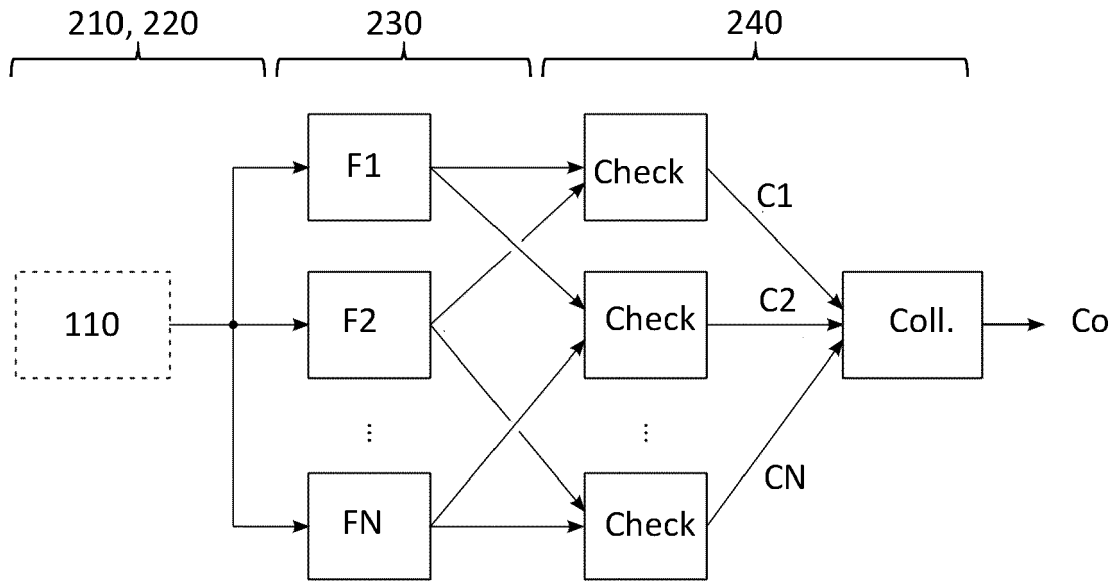 210, 220
230
240
F1
Check
C1
110
F2
Check
C2
Coll.
Co
...
...
FN
Check
CN